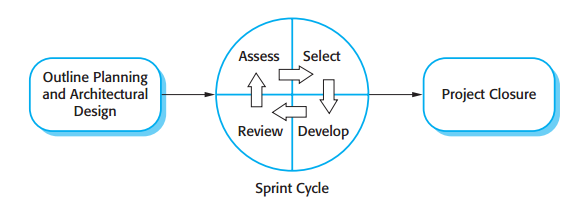 Outline Planning
and Architectural
Design
Assess
Select
Review
Develop
Sprint Cycle
Project Closure